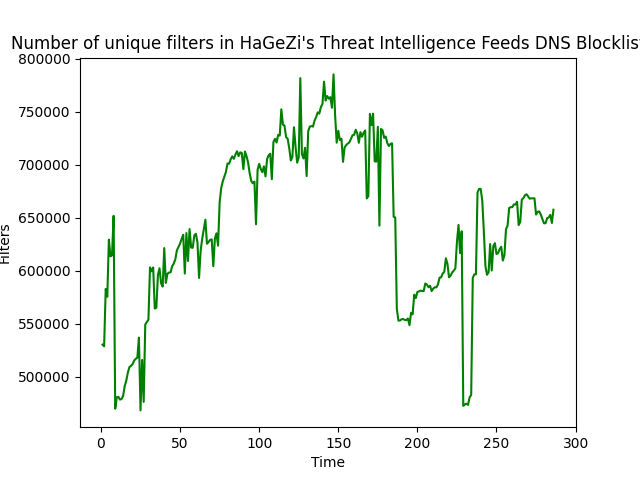 Number of unique filters in HaGeZi's Threat Intelligence Feeds DNS Blocklis
800000
750000
700000
650000
600000
550000
500000
Filters
0 50 100 150 200 250 300
Time